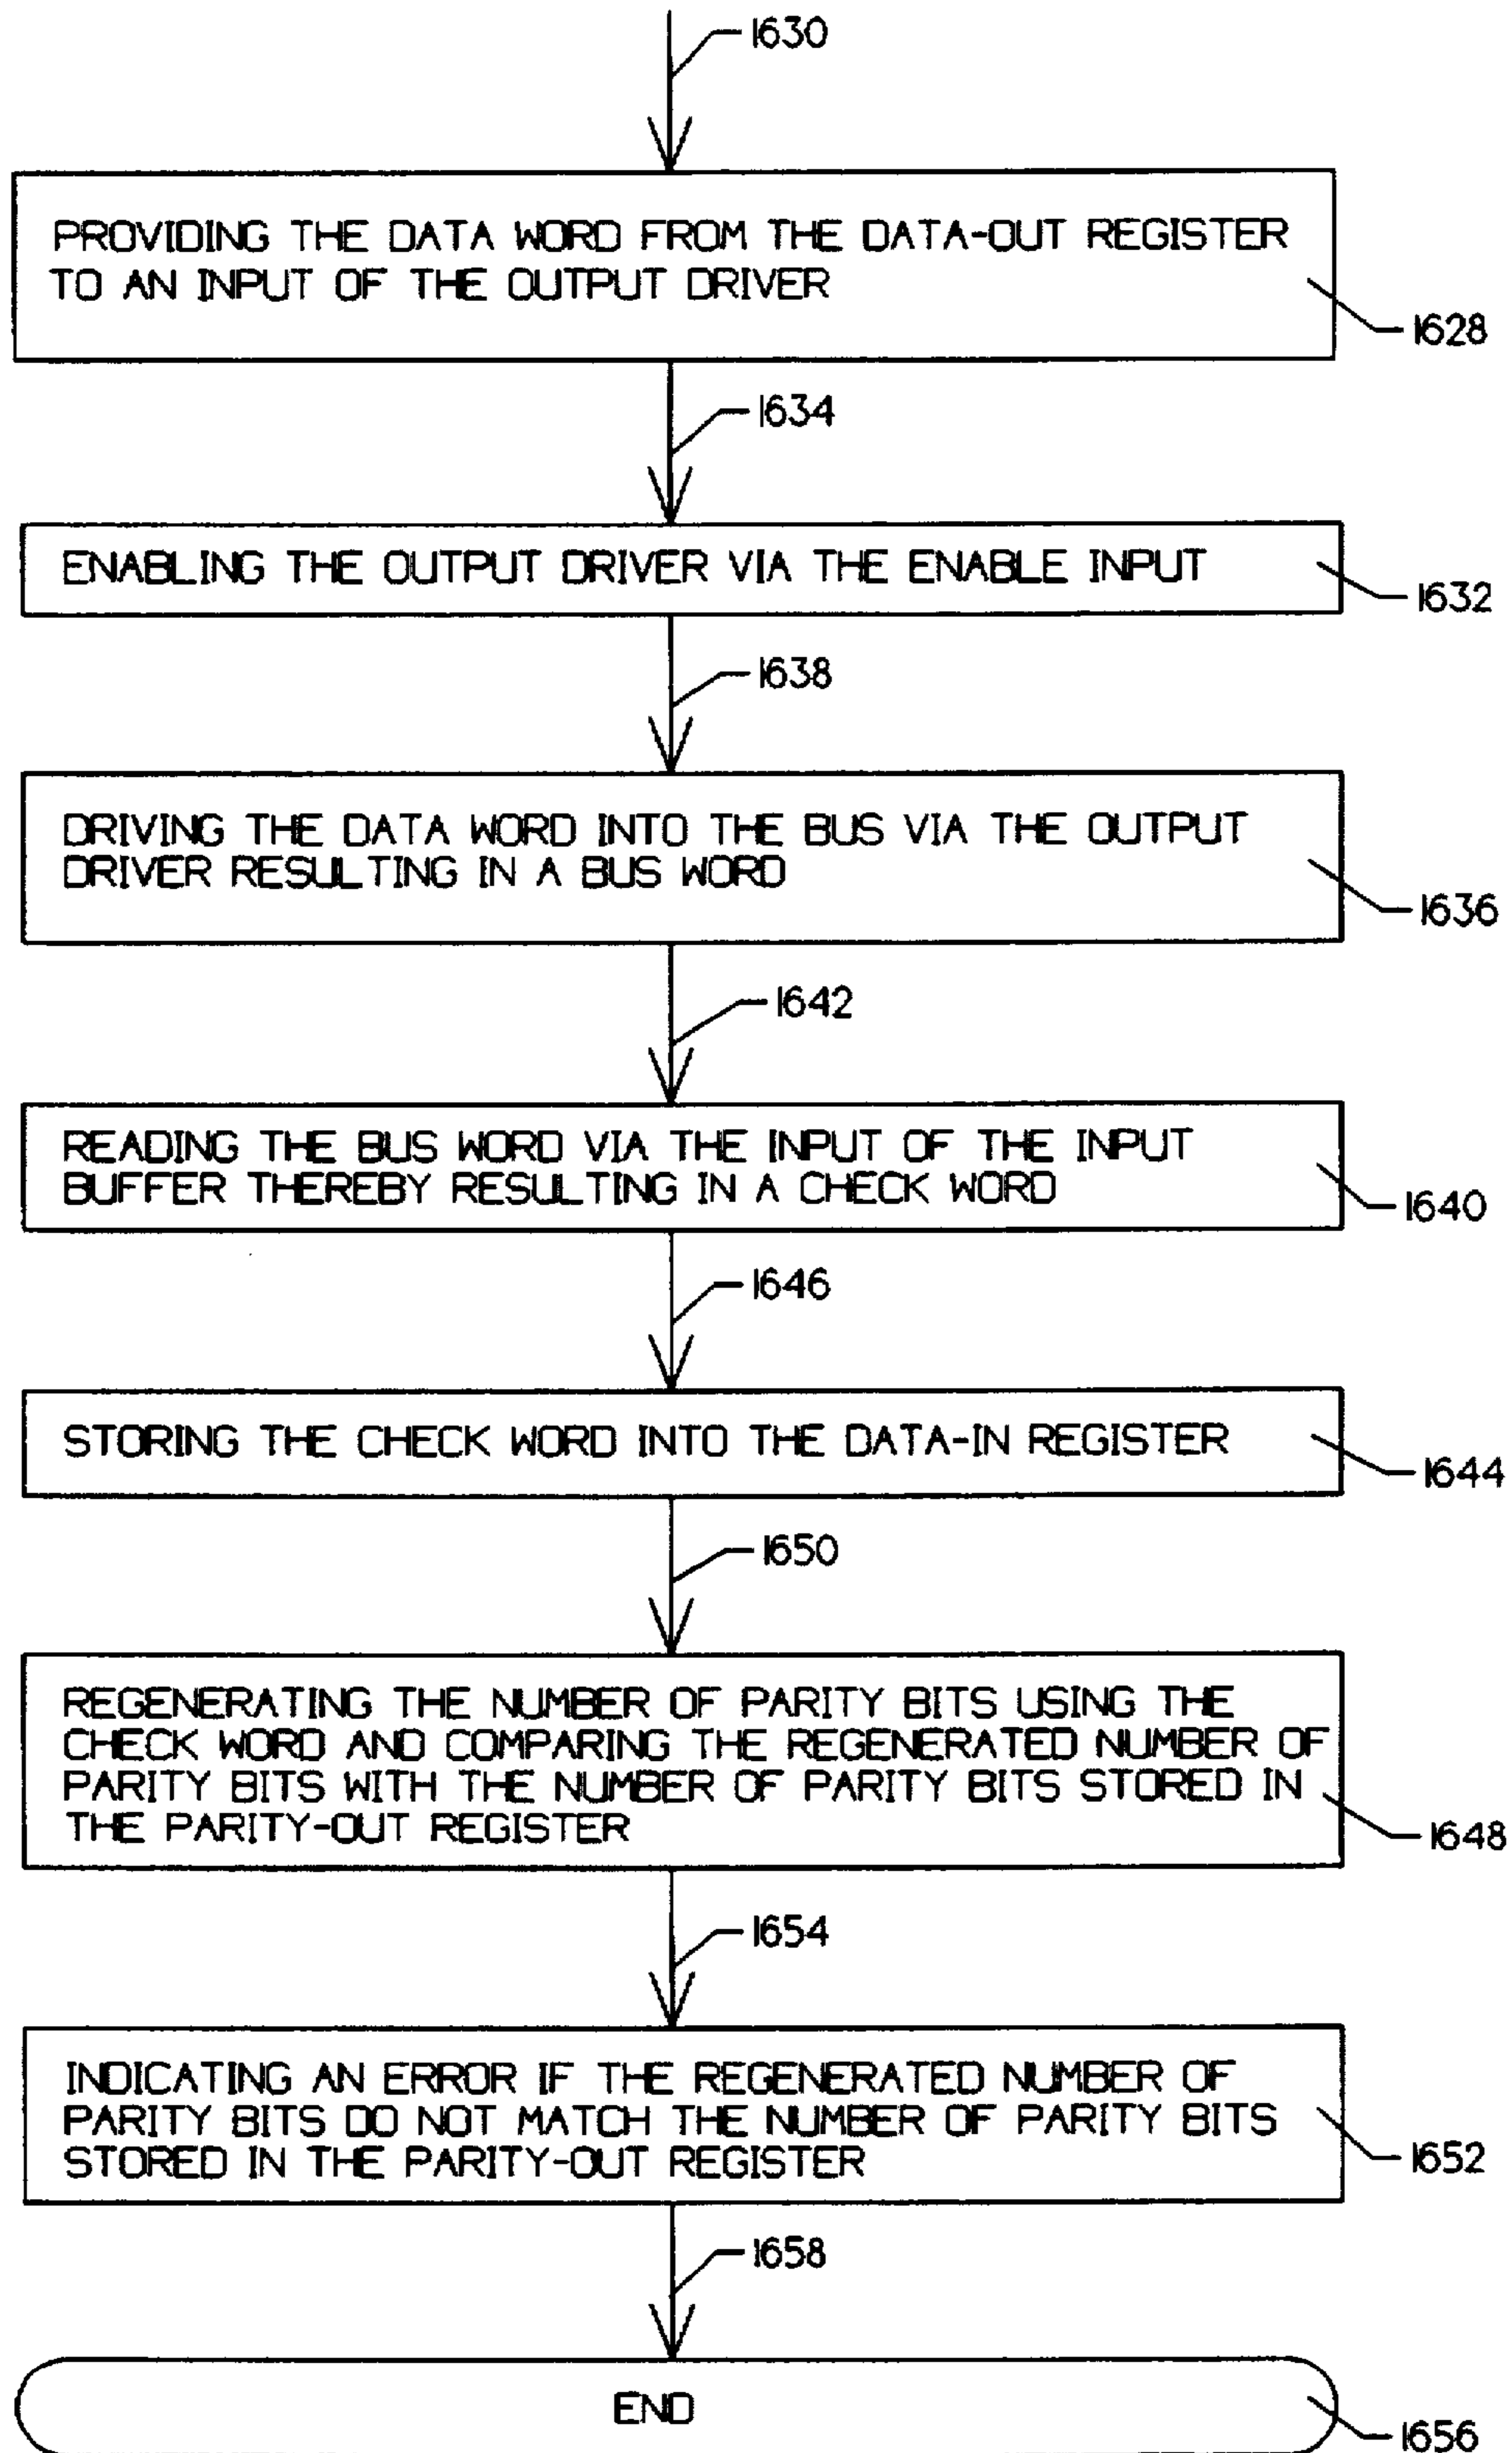 1630
PROVIDING THE DATA WORD FROM THE DATA-OUT REGISTER
TO AN INPUT OF THE OUTPUT DRIVER
1628
1634
ENABLING THE OUTPUT DRIVER VIA THE ENABLE INPUT
1632
1638
DRIVING THE DATA WORD INTO THE BUS VIA THE OUTPUT
DRIVER RESULTING IN A BUS WORD
1636
1642
READING THE BUS WORD VIA THE INPUT OF THE INPUT
BUFFER THEREBY RESULTING IN A CHECK WORD
1640
1646
STORING THE CHECK WORD INTO THE DATA-IN REGISTER
1644
1650
REGENERATING THE NUMBER OF PARITY BITS USING THE
CHECK WORD AND COMPARING THE REGENERATED NUMBER OF
PARITY BITS WITH THE NUMBER OF PARITY BITS STORED IN
THE PARITY-OUT REGISTER
1648
1654
INDICATING AN ERROR IF THE REGENERATED NUMBER OF
PARITY BITS DO NOT MATCH THE NUMBER OF PARITY BITS
STORED IN THE PARITY-OUT REGISTER
1652
1658
END
1656